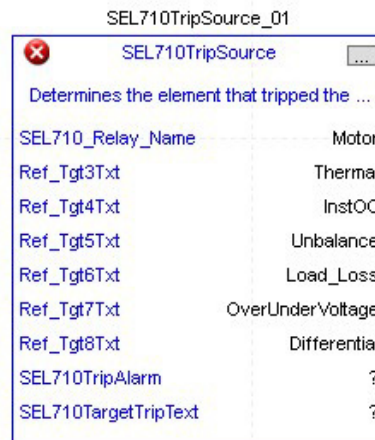 SEL710TripSource_01
SEL710TripSource ...
Determines the element that tripped the ...
SEL710_Relay_Name Motor
Ref_Tgt3Txt Therma
Ref_Tgt4Txt InstOC
Ref_Tgt5Txt Unbalance
Ref_Tgt6Txt Load_Loss
Ref_Tgt7Txt OverUnderVoltage
Ref_Tgt8Txt Differentia
SEL710TripAlarm ?
SEL710TargetTripText ?